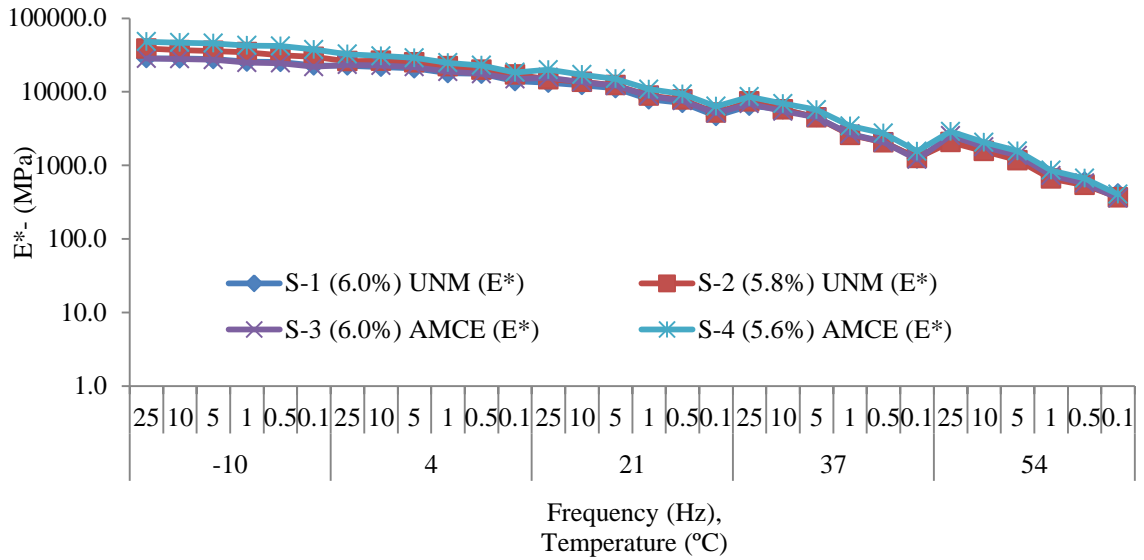 100000.0
10000.0
1000.0
100.0
10.0
1.0
E*- (MPa)
S-1 (6.0%) UNM (E*)
S-2 (5.8%) UNM (E*)
S-3 (6.0%) AMCE (E*)
S-4 (5.6%) AMCE (E*)
25 10 5 1 0.5 0.1 25 10 5 1 0.5 0.1 25 10 5 1 0.5 0.1 25 10 5 1 0.5 0.1 25 10 5 1 0.5 0.1
-10 4 21 37 54
Frequency (Hz),
Temperature (ºC)